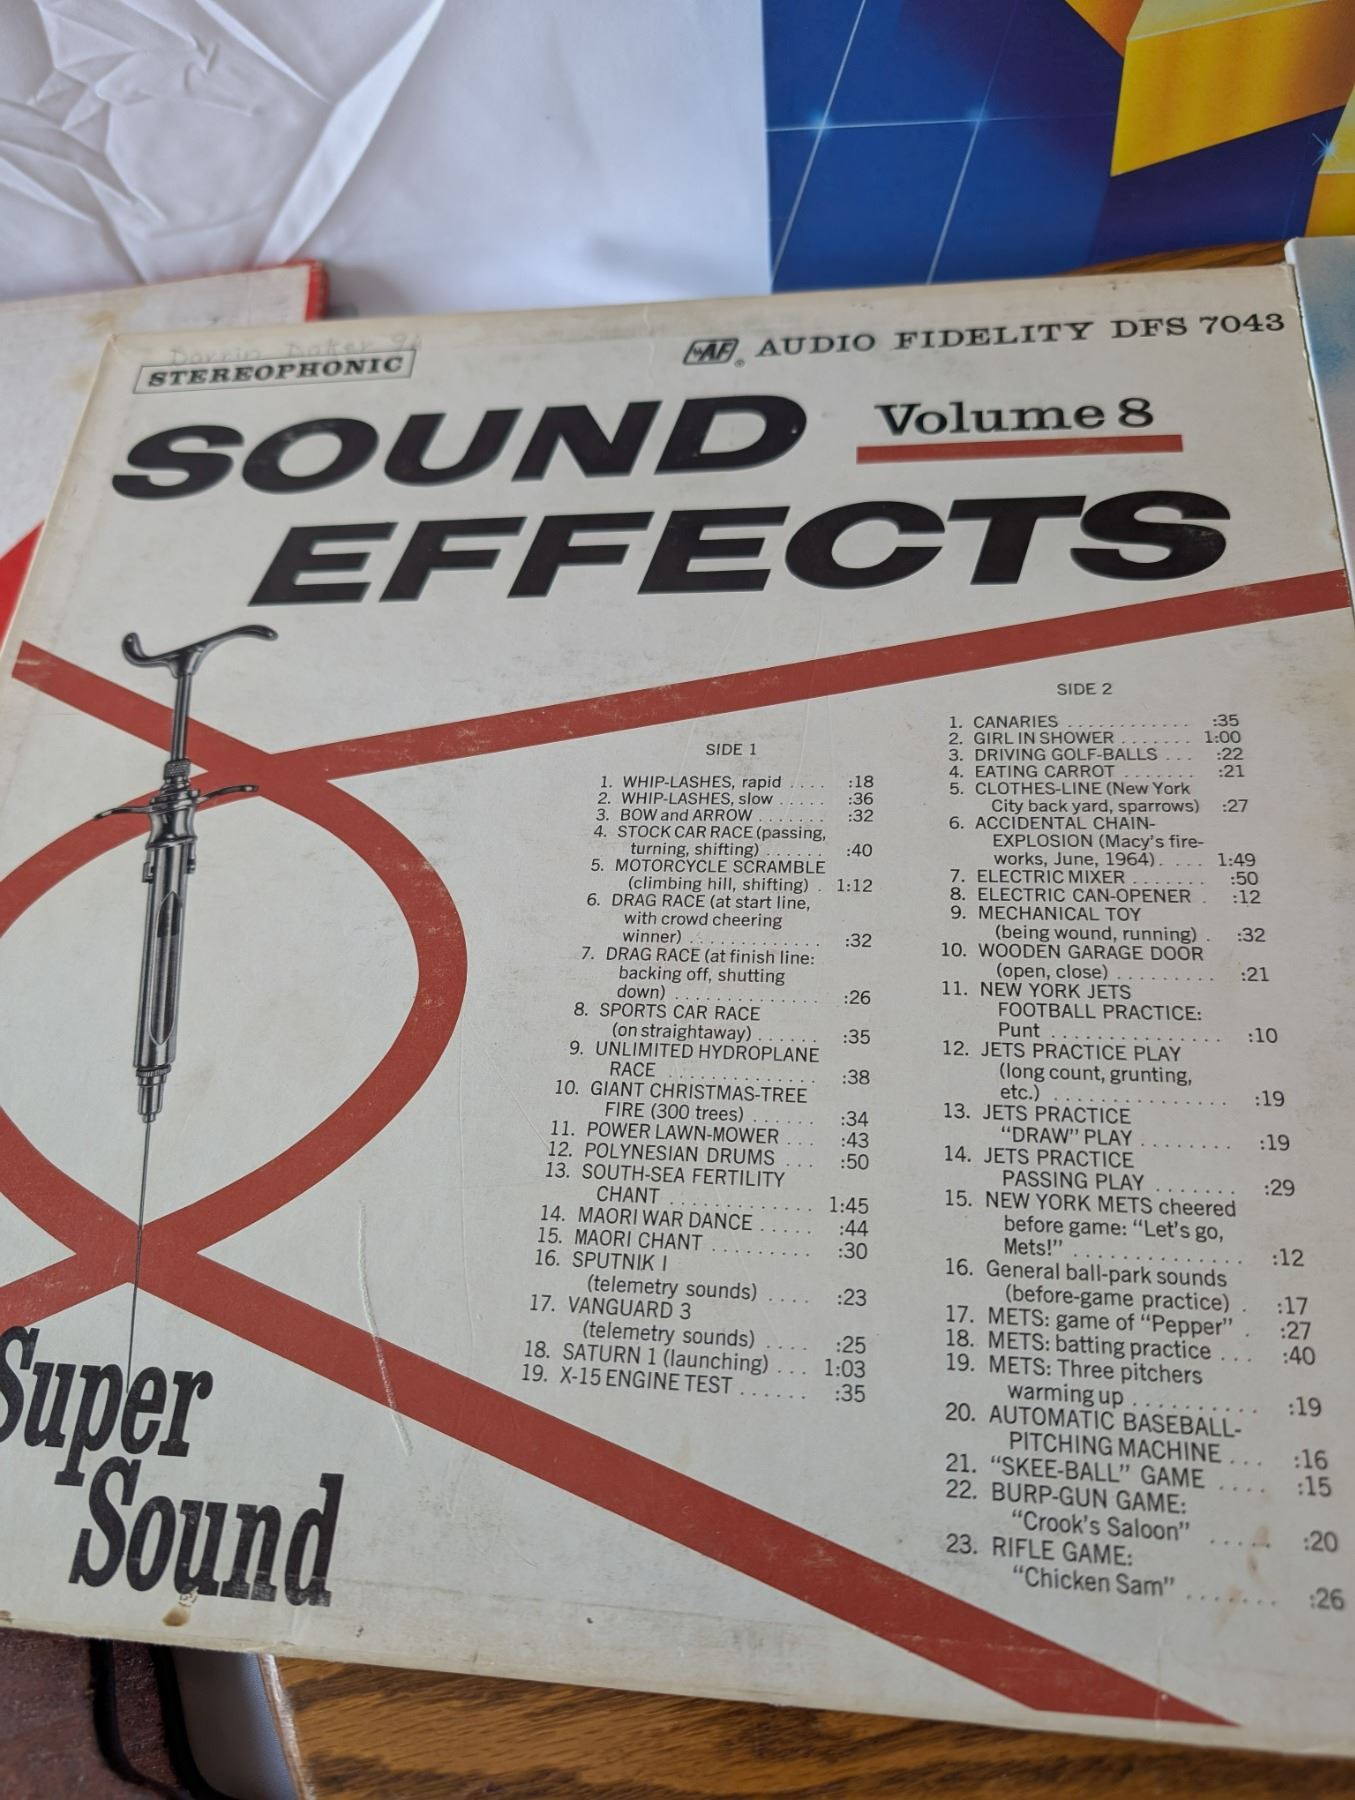 Darrin Baker
STEREOPHONIC
AF® AUDIO FIDELITY DFS 7043
SOUND
Volume 8
EFFECTS
SIDE 1
1. WHIP-LASHES, rapid .... :18
2. WHIP-LASHES, slow ..... :36
3. BOW and ARROW ....... :32
4. STOCK CAR RACE (passing,
turning, shifting) ...... :40
5. MOTORCYCLE SCRAMBLE
(climbing hill, shifting) . 1:12
6. DRAG RACE (at start line,
with crowd cheering
winner) ............. :32
7. DRAG RACE (at finish line:
backing off, shutting
down) .............. :26
8. SPORTS CAR RACE
(on straightaway) ...... :35
9. UNLIMITED HYDROPLANE
RACE .............. :38
10. GIANT CHRISTMAS-TREE
FIRE (300 trees) ...... :34
11. POWER LAWN-MOWER ... :43
12. POLYNESIAN DRUMS ... :50
13. SOUTH-SEA FERTILITY
CHANT ............. 1:45
14. MAORI WAR DANCE ..... :44
15. MAORI CHANT ......... :30
16. SPUTNIK I
(telemetry sounds) .... :23
17. VANGUARD 3
(telemetry sounds) .... :25
18. SATURN 1 (launching) ... 1:03
19. X-15 ENGINE TEST ...... :35
SIDE 2
1. CANARIES ............ :35
2. GIRL IN SHOWER ....... 1:00
3. DRIVING GOLF-BALLS ... :22
4. EATING CARROT ....... :21
5. CLOTHES-LINE (New York
City back yard, sparrows) :27
6. ACCIDENTAL CHAIN-
EXPLOSION (Macy's fire-
works, June, 1964) .... 1:49
7. ELECTRIC MIXER ....... :50
8. ELECTRIC CAN-OPENER . :12
9. MECHANICAL TOY
(being wound, running) . :32
10. WOODEN GARAGE DOOR
(open, close) ......... :21
11. NEW YORK JETS
FOOTBALL PRACTICE:
Punt ............... :10
12. JETS PRACTICE PLAY
(long count, grunting,
etc.) ............... :19
13. JETS PRACTICE
"DRAW" PLAY ........ :19
14. JETS PRACTICE
PASSING PLAY ....... :29
15. NEW YORK METS cheered
before game: "Let's go,
Mets!" .............. :12
16. General ball-park sounds
(before-game practice) . :17
17. METS: game of "Pepper" . :27
18. METS: batting practice ... :40
19. METS: Three pitchers
warming up .......... :19
20. AUTOMATIC BASEBALL-
PITCHING MACHINE ... :16
21. "SKEE-BALL" GAME .... :15
22. BURP-GUN GAME:
"Crook's Saloon" ..... :20
23. RIFLE GAME:
"Chicken Sam" ....... :26
Super
Sound